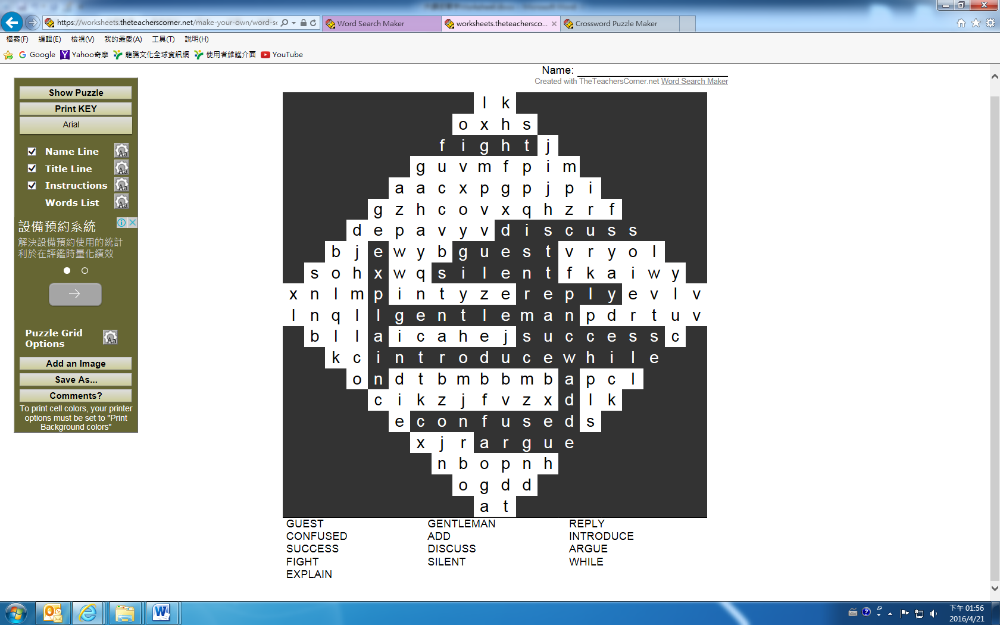 https://worksheets.theteacherscorner.net/make-your-own/word-se
Word Search Maker
worksheets.theteachersco...
Crossword Puzzle Maker
檔案(F) 編輯(E) 檢視(V) 我的最愛(A) 工具(T) 說明(H)
Google Yahoo奇摩 龍騰文化全球資訊網 使用者維護介面 YouTube
Name:
Created with TheTeachersCorner.net Word Search Maker
Show Puzzle
Print KEY
Arial
Name Line
Title Line
Instructions
Words List
設備預約系統
解決設備預約使用的統計
利於在評鑑時量化績效
Puzzle Grid
Options
Add an Image
Save As...
Comments?
To print cell colors, your printer
options must be set to "Print
Background colors"
l k
o x h s
f i g h t j
g u v m f p i m
a a c x p g p j p i
g z h c o v x q h z r f
d e p a v y v d i s c u s s
b j e w y b g u e s t v r y o l
s o h x w q s i l e n t f k a i w y
x n l m p i n t y z e r e p l y e v l v
l n q l l g e n t l e m a n p d r t u v
b l l a i c a h e j s u c c e s s c
k c i n t r o d u c e w h i l e
o n d t b m b b m b a p c l
c i k z j f v z x d l k
e c o n f u s e d s
x j r a r g u e
n b o p n h
o g d d
a t
GUEST GENTLEMAN REPLY
CONFUSED ADD INTRODUCE
SUCCESS DISCUSS ARGUE
FIGHT SILENT WHILE
EXPLAIN
下午 01:56
2016/4/21